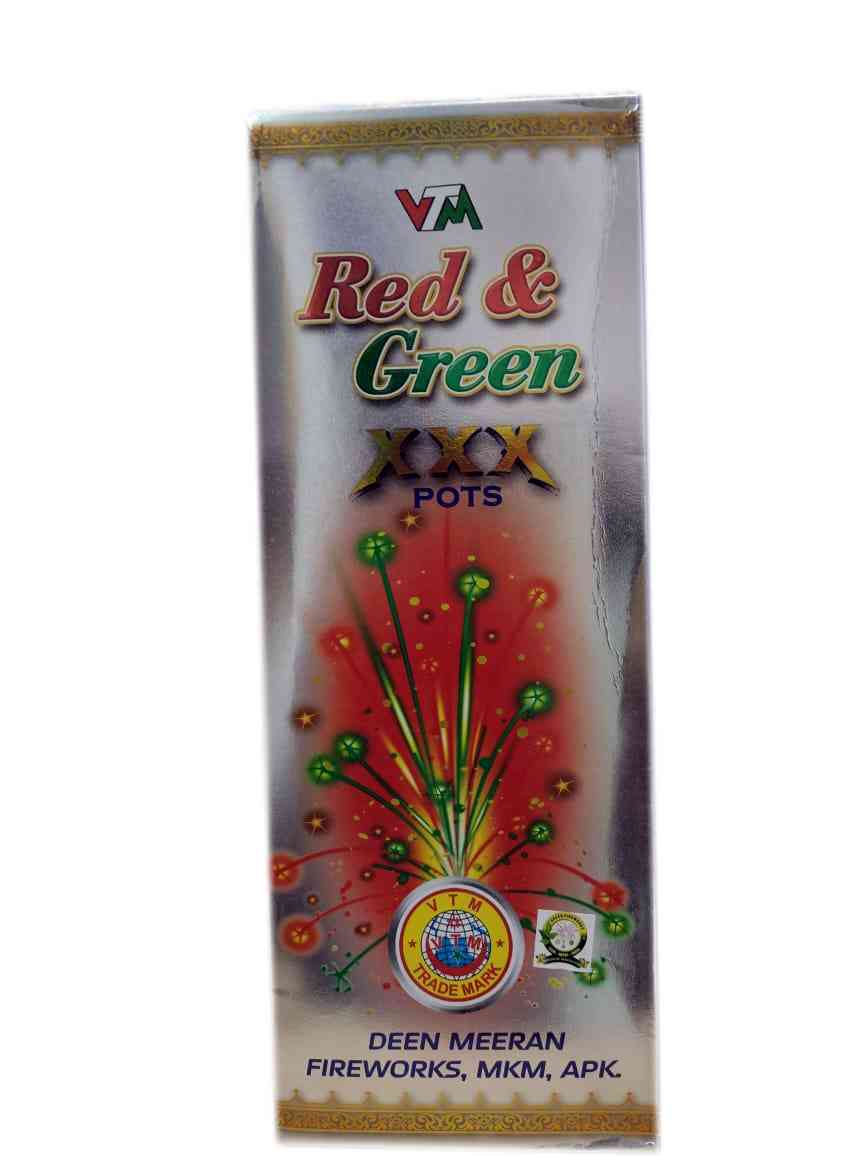 VTM
Red &
Green
XXX
POTS
VTM
VTM
TRADE MARK
DEEN MEERAN
FIREWORKS, MKM, APK.